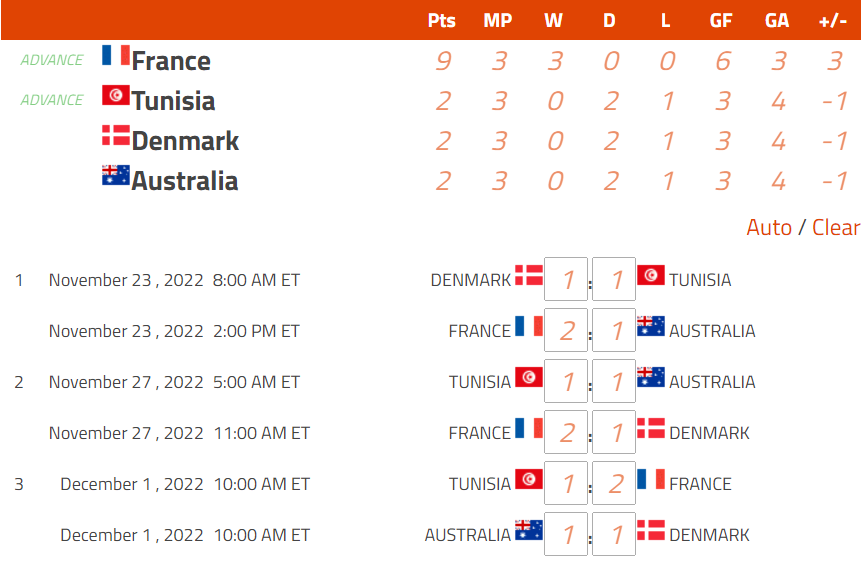 Pts MP W D L GF GA +/-
ADVANCE France 9 3 3 0 0 6 3 3
ADVANCE Tunisia 2 3 0 2 1 3 4 -1
Denmark 2 3 0 2 1 3 4 -1
Australia 2 3 0 2 1 3 4 -1
Auto / Clear
1 November 23 , 2022 8:00 AM ET DENMARK 1 : 1 TUNISIA
November 23 , 2022 2:00 PM ET FRANCE 2 : 1 AUSTRALIA
2 November 27 , 2022 5:00 AM ET TUNISIA 1 : 1 AUSTRALIA
November 27 , 2022 11:00 AM ET FRANCE 2 : 1 DENMARK
3 December 1 , 2022 10:00 AM ET TUNISIA 1 : 2 FRANCE
December 1 , 2022 10:00 AM ET AUSTRALIA 1 : 1 DENMARK